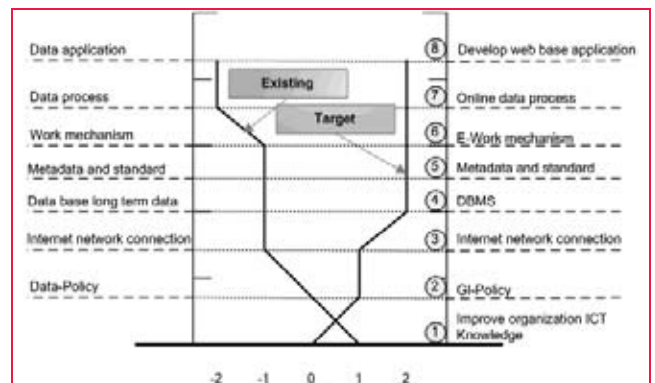 Data application
8 Develop web base application
Existing
Data process
7 Online data process
Target
Work mechanism
6 E-Work mechanism
Metadata and standard
5 Metadata and standard
Data base long term data
4 DBMS
Internet network connection
3 Internet network connection
Data-Policy
2 GI-Policy
1 Improve organization ICT
Knowledge
-2 -1 0 1 2